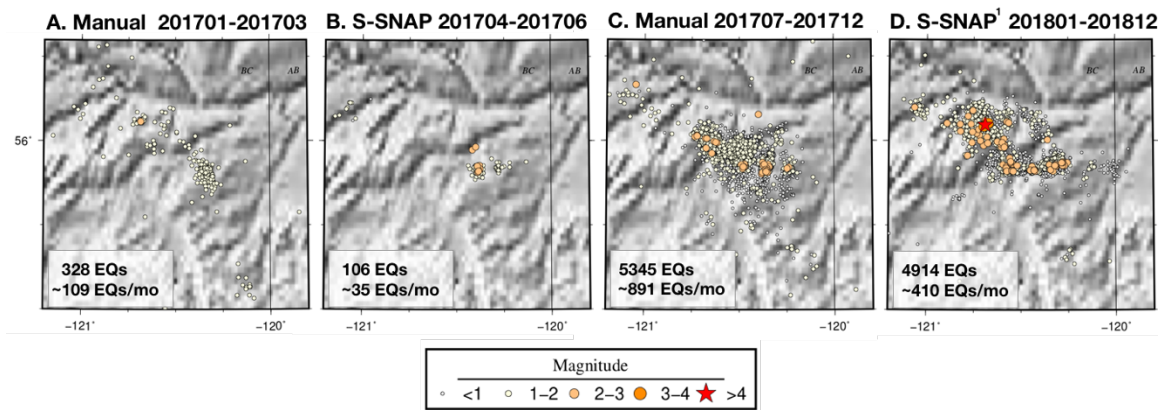 A. Manual 201701-201703
B. S-SNAP 201704-201706
C. Manual 201707-201712
D. S-SNAP¹ 201801-201812
BC AB
BC AB
BC AB
BC AB
56°
328 EQs
~109 EQs/mo
106 EQs
~35 EQs/mo
5345 EQs
~891 EQs/mo
4914 EQs
~410 EQs/mo
−121° −120°
−121° −120°
−121° −120°
−121° −120°
Magnitude
<1 1−2 2−3 3−4 >4